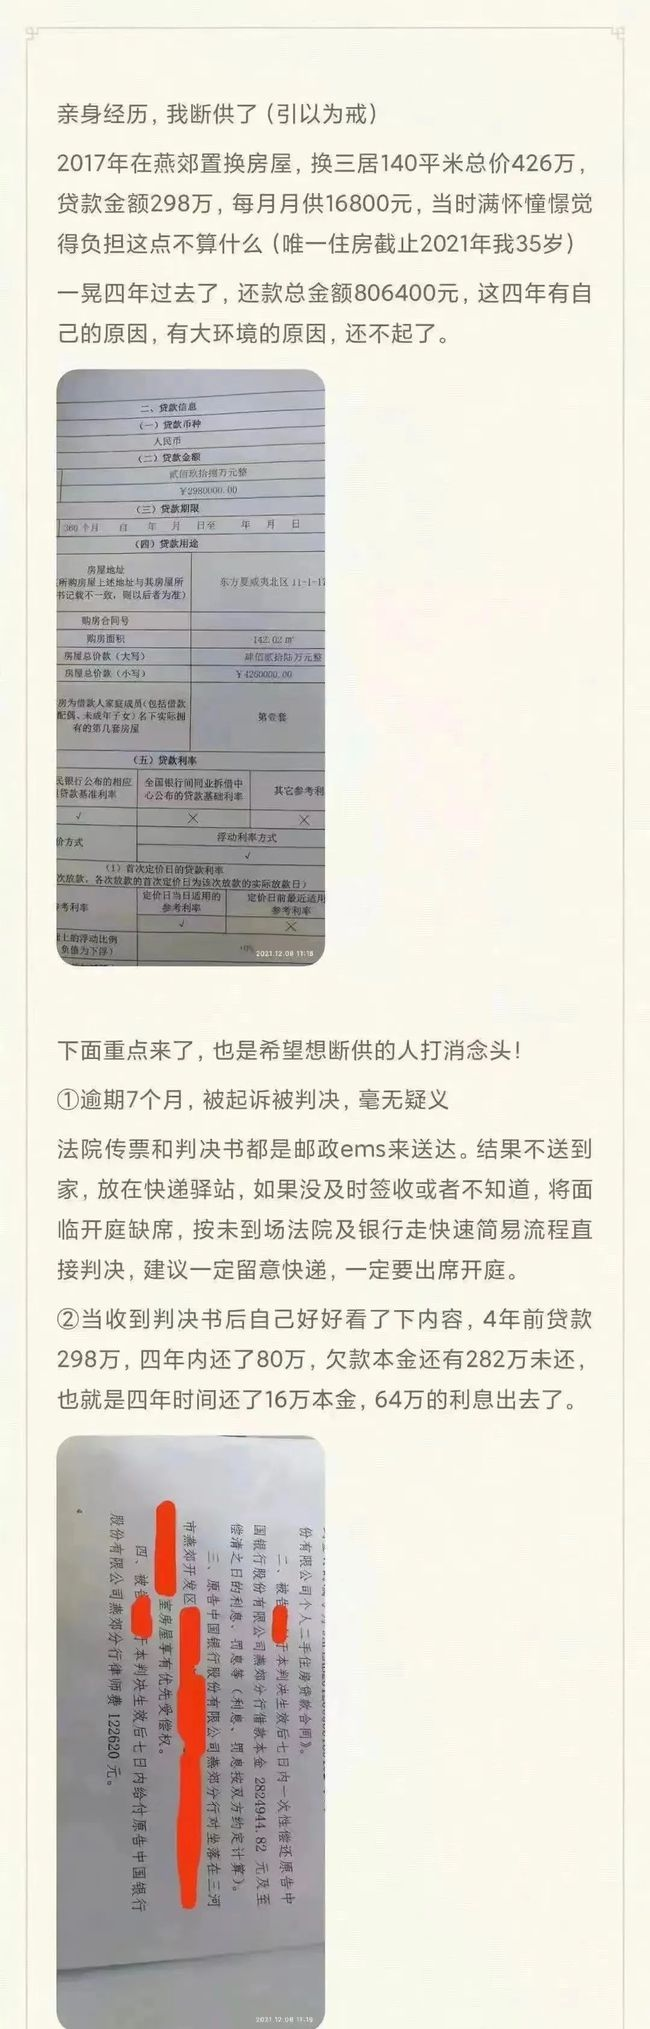 亲身经历，我断供了（引以为戒）
2017年在燕郊置换房屋，换三居140平米总价426万，
贷款金额298万，每月月供16800元，当时满怀憧憬觉
得负担这点不算什么（唯一住房截止2021年我35岁）
一晃四年过去了，还款总金额806400元，这四年有自
己的原因，有大环境的原因，还不起了。
二、贷款信息
（一）贷款币种
人民币
（二）贷款金额
贰佰玖拾捌万元整
￥2980000.00
（三）贷款期限
360 个月 自 年 月 日至 年 月 日
（四）贷款用途
房屋地址
所购房屋上述地址与其房屋所
书记载不一致，则以后者为准）
东方夏威夷北区 11-1-17
购房合同号
购房面积 142.02 ㎡
房屋总价款（大写） 肆佰贰拾陆万元整
房屋总价款（小写） ￥4260000.00
房为借款人家庭成员（包括借款
配偶、未成年子女）名下实际拥
有的第几套房屋
第壹套
（五）贷款利率
民银行公布的相应
贷款基准利率
全国银行间同业拆借中
心公布的贷款基础利率
其它参考利
√ × ×
价方式 浮动利率方式
√
（1）首次定价日的贷款利率
次放款，各次放款的首次定价日为该次放款的实际放款日）
参考利率
定价日当日适用的
参考利率
定价日前最近适用
参考利率
√ ×
上的浮动比例
负值为下浮）
2021.12.08 11:18
下面重点来了，也是希望想断供的人打消念头！
①逾期7个月，被起诉被判决，毫无疑义
法院传票和判决书都是邮政ems来送达。结果不送到
家，放在快递驿站，如果没及时签收或者不知道，将面
临开庭缺席，按未到场法院及银行走快速简易流程直
接判决，建议一定留意快递，一定要出席开庭。
②当收到判决书后自己好好看了下内容，4年前贷款
298万，四年内还了80万，欠款本金还有282万未还，
也就是四年时间还了16万本金，64万的利息出去了。
份有限公司个人二手住房贷款合同》。
二、被告 于本判决生效后七日内一次性偿还原告中
国银行股份有限公司燕郊分行借款本金 2824944.82 元及至
偿清之日的利息、罚息等（利息、罚息按双方约定计算）。
三、原告中国银行股份有限公司燕郊分行对坐落在三河
市燕郊开发区
室房屋享有优先受偿权。
四、被告 于本判决生效后七日内给付原告中国银行
股份有限公司燕郊分行律师费 122620 元。
2021.12.08 11:19